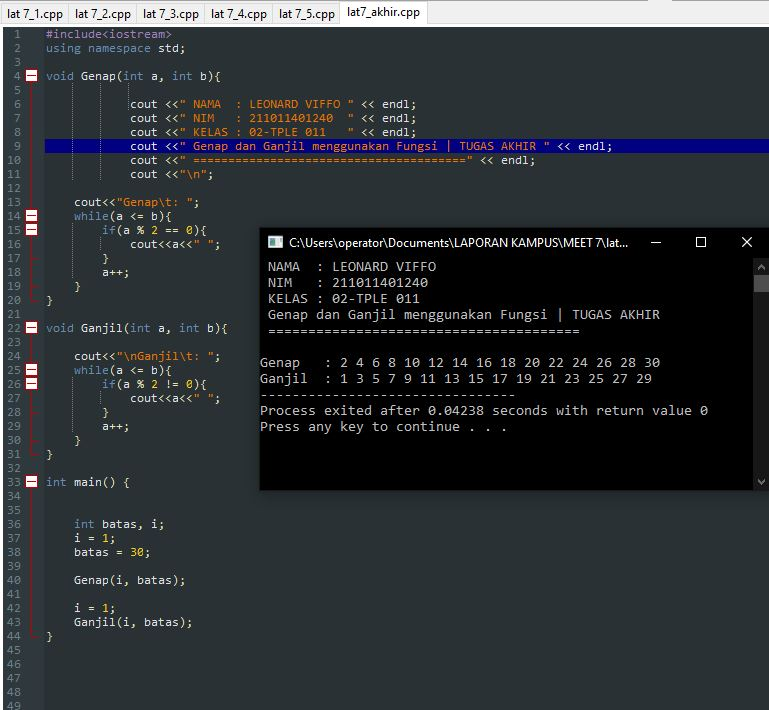 lat 7_1.cpp lat 7_2.cpp lat 7_3.cpp lat 7_4.cpp lat 7_5.cpp lat7_akhir.cpp
1 #include<iostream>
2 using namespace std;
3
4 void Genap(int a, int b){
5
6 cout <<" NAMA  : LEONARD VIFFO " << endl;
7 cout <<" NIM   : 211011401240  " << endl;
8 cout <<" KELAS : 02-TPLE 011   " << endl;
9 cout <<" Genap dan Ganjil menggunakan Fungsi | TUGAS AKHIR " << endl;
10 cout <<" =======================================" << endl;
11 cout <<"\n";
12
13 cout<<"Genap\t: ";
14 while(a <= b){
15 if(a % 2 == 0){
16 cout<<a<<" ";
17 }
18 a++;
19 }
20 }
21
22 void Ganjil(int a, int b){
23
24 cout<<"\nGanjil\t: ";
25 while(a <= b){
26 if(a % 2 != 0){
27 cout<<a<<" ";
28 }
29 a++;
30 }
31 }
32
33 int main() {
34
35
36 int batas, i;
37 i = 1;
38 batas = 30;
39
40 Genap(i, batas);
41
42 i = 1;
43 Ganjil(i, batas);
44 }
45
46
47
48
49
C:\Users\operator\Documents\LAPORAN KAMPUS\MEET 7\lat...
NAMA  : LEONARD VIFFO
NIM   : 211011401240
KELAS : 02-TPLE 011
Genap dan Ganjil menggunakan Fungsi | TUGAS AKHIR
=======================================
Genap   : 2 4 6 8 10 12 14 16 18 20 22 24 26 28 30
Ganjil  : 1 3 5 7 9 11 13 15 17 19 21 23 25 27 29
--------------------------------
Process exited after 0.04238 seconds with return value 0
Press any key to continue . . .